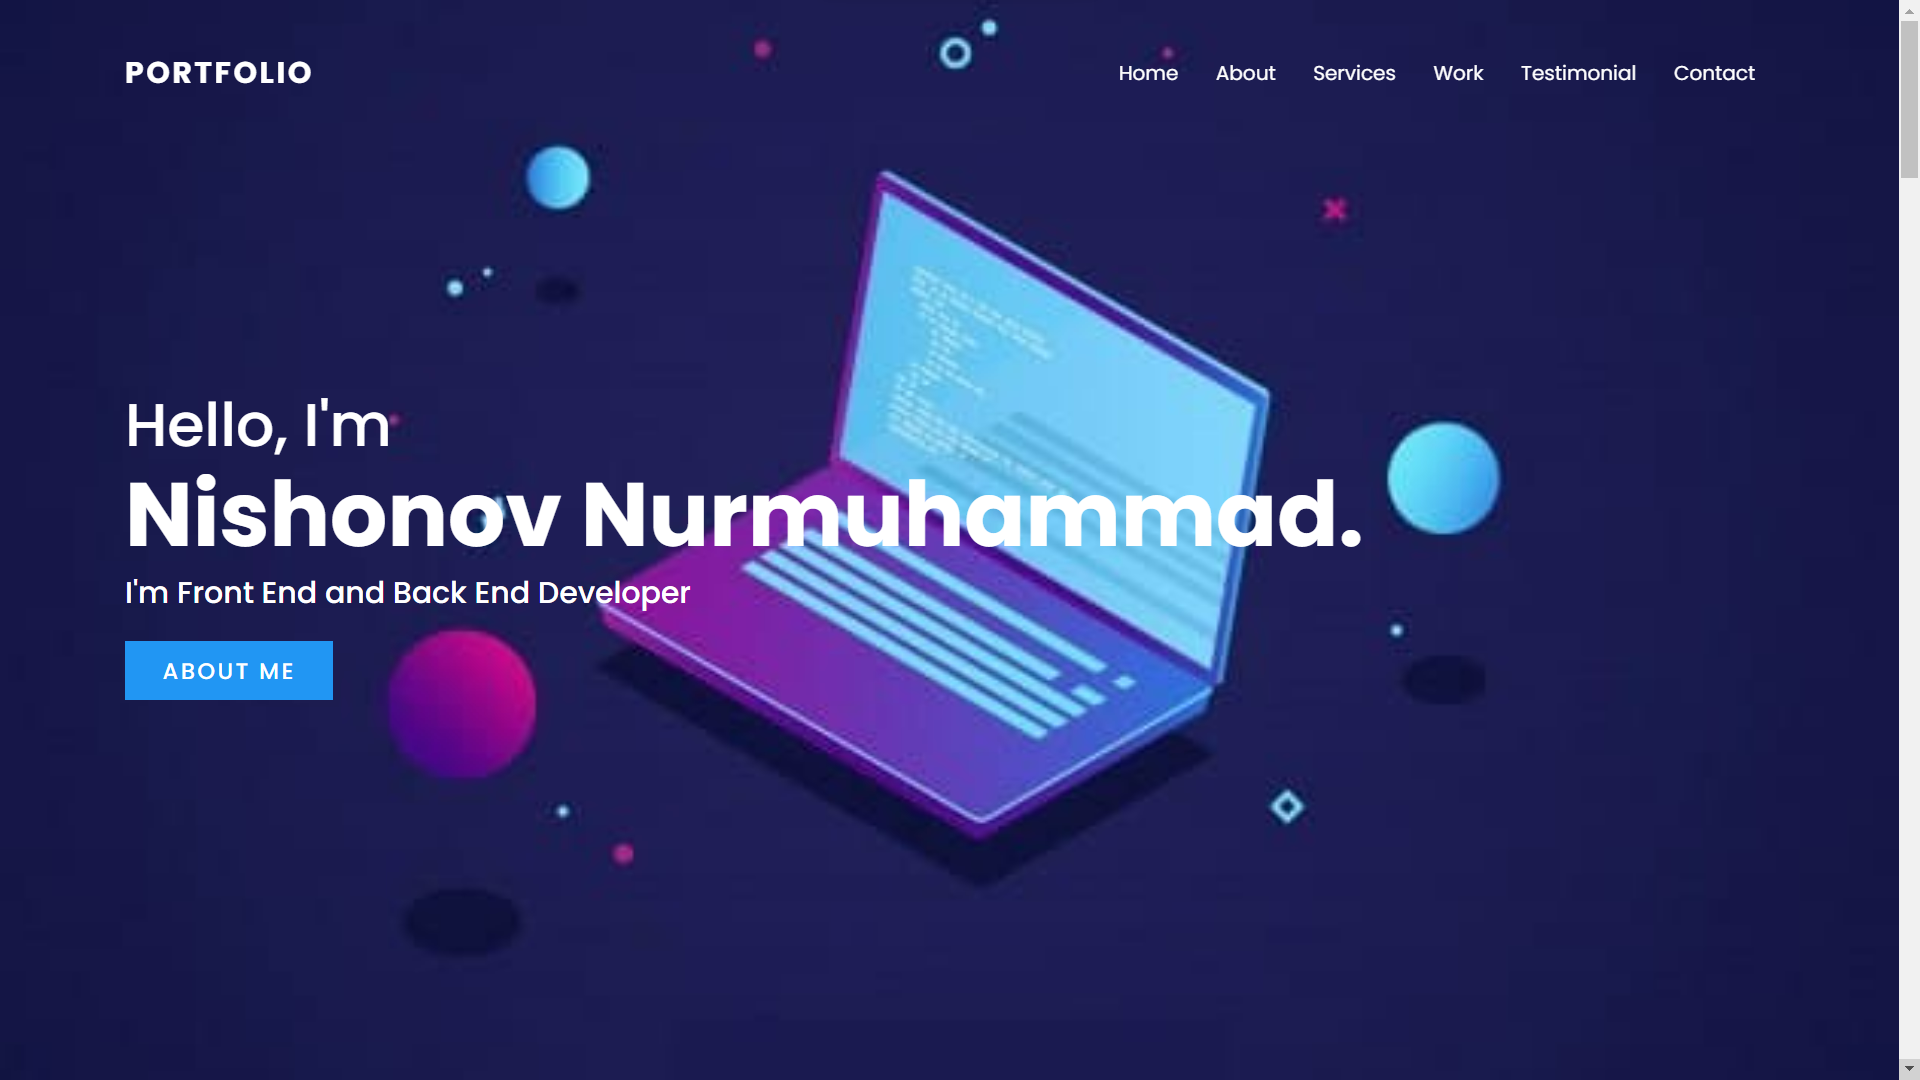 PORTFOLIO
Home About Services Work Testimonial Contact
Hello, I'm
Nishonov Nurmuhammad.
I'm Front End and Back End Developer
ABOUT ME